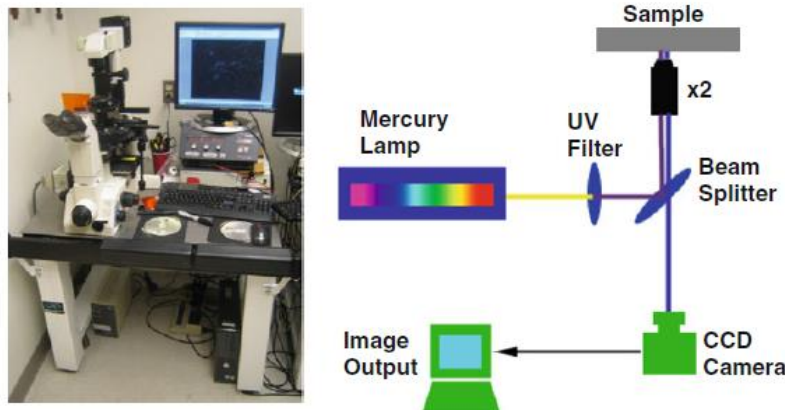 Sample
x2
Mercury
Lamp
UV
Filter
Beam
Splitter
Image
Output
CCD
Camera